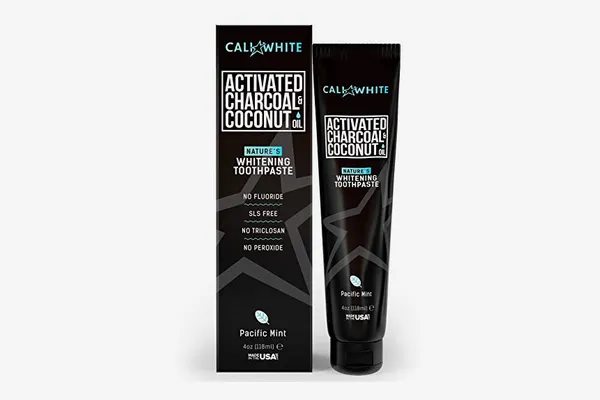 CALI WHITE
ACTIVATED
CHARCOAL &
COCONUT OIL
NATURE'S
WHITENING
TOOTHPASTE
NO FLUORIDE
SLS FREE
NO TRICLOSAN
NO PEROXIDE
Pacific Mint
4oz (118ml) ℮
MADE IN THE USA
CALI WHITE
ACTIVATED
CHARCOAL &
COCONUT OIL
NATURE'S
WHITENING
TOOTHPASTE
Pacific Mint
4oz (118ml) ℮
MADE IN THE USA